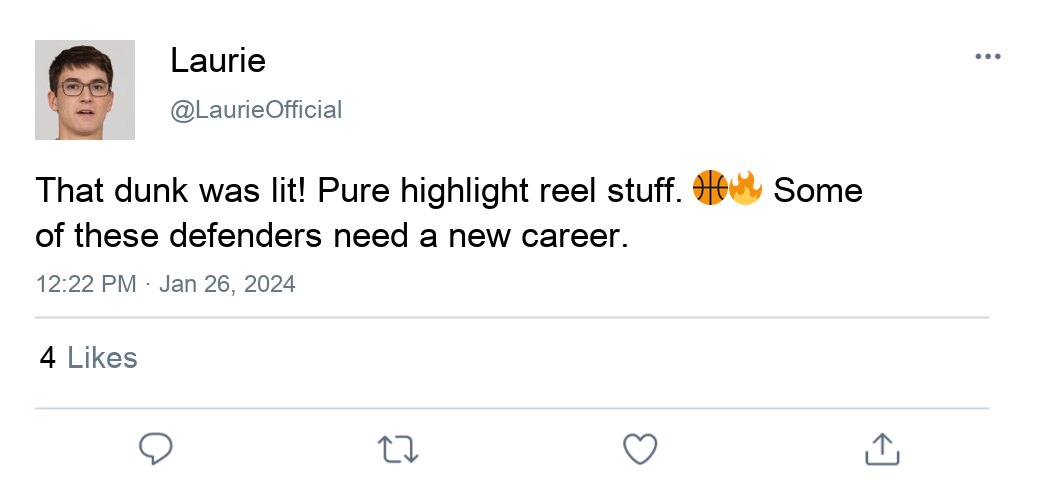 Laurie
@LaurieOfficial
That dunk was lit! Pure highlight reel stuff. 🏀🔥 Some
of these defenders need a new career.
12:22 PM · Jan 26, 2024
4 Likes